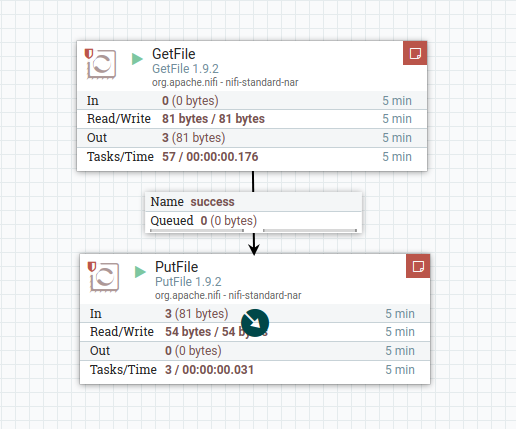 GetFile
GetFile 1.9.2
org.apache.nifi - nifi-standard-nar
In 0 (0 bytes) 5 min
Read/Write 81 bytes / 81 bytes 5 min
Out 3 (81 bytes) 5 min
Tasks/Time 57 / 00:00:00.176 5 min
Name success
Queued 0 (0 bytes)
PutFile
PutFile 1.9.2
org.apache.nifi - nifi-standard-nar
In 3 (81 bytes) 5 min
Read/Write 54 bytes / 54 5 min
Out 0 (0 bytes) 5 min
Tasks/Time 3 / 00:00:00.031 5 min